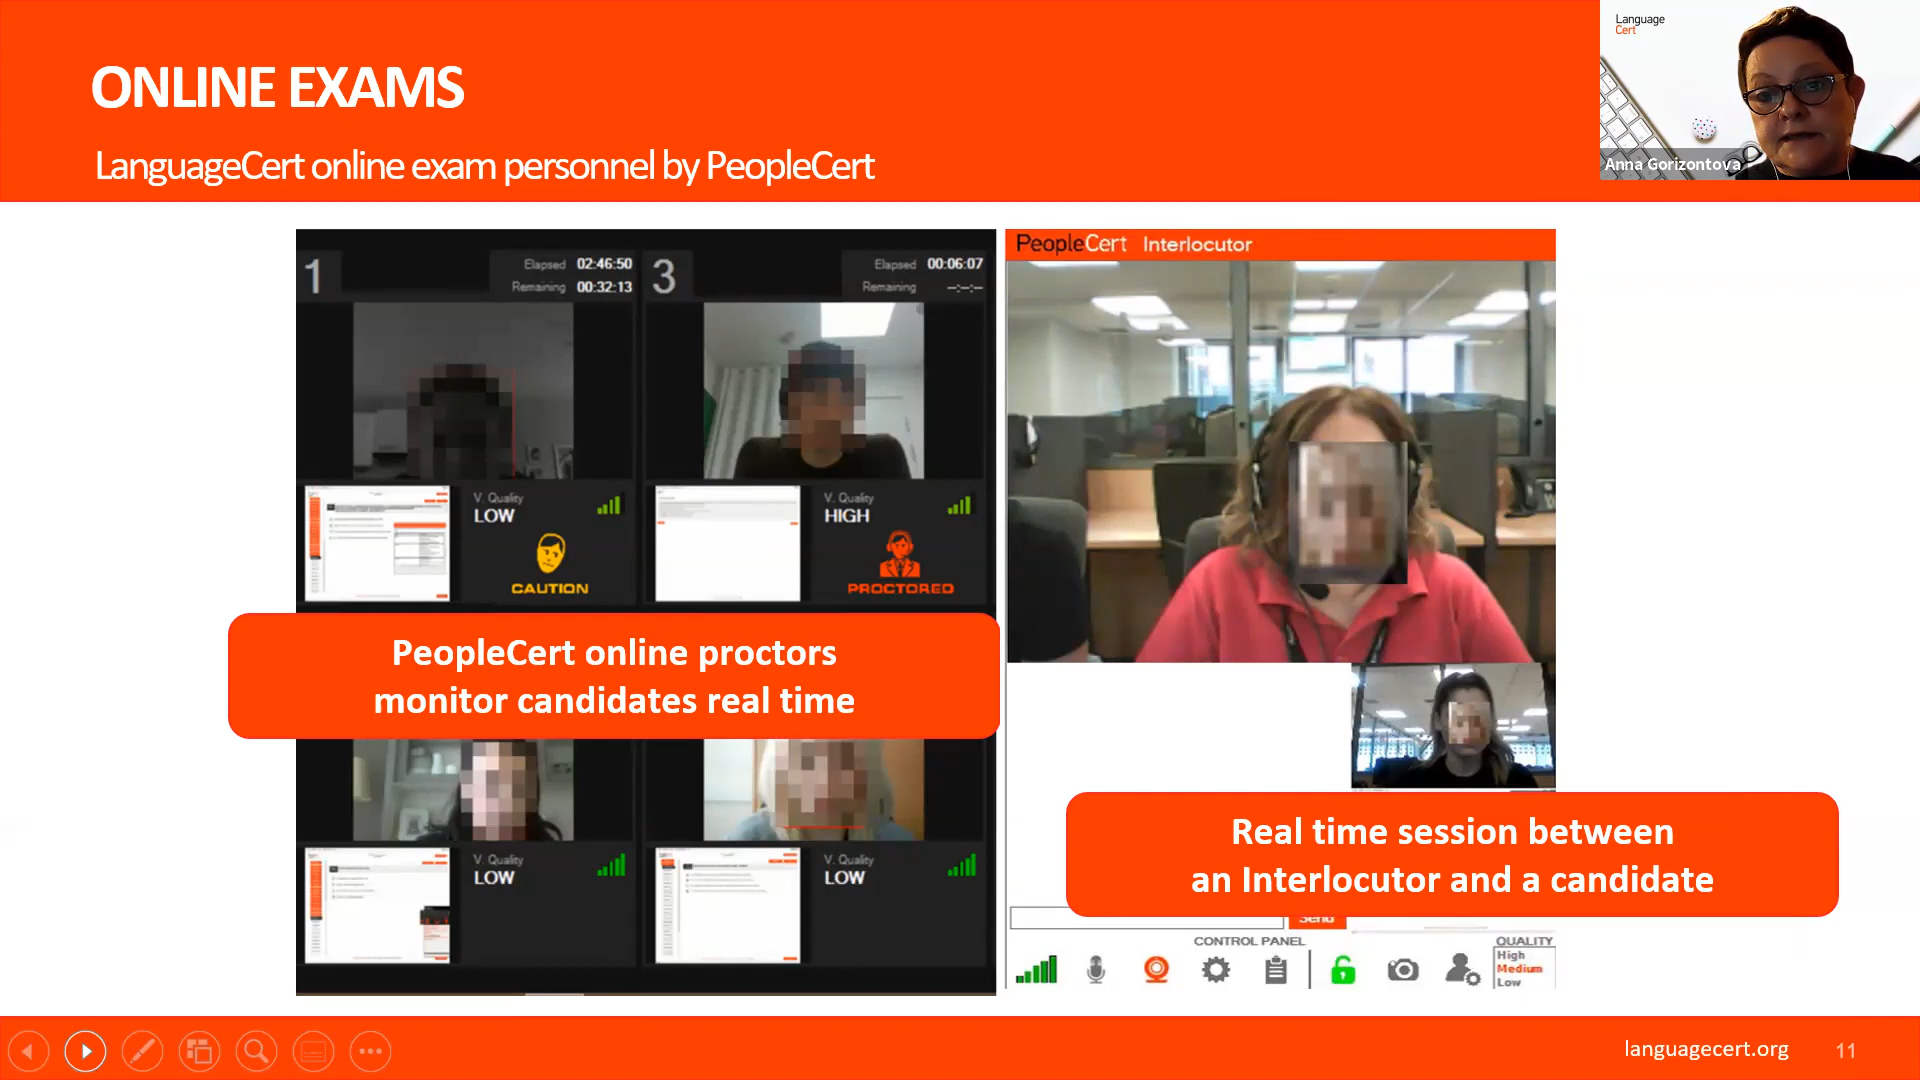 ONLINE EXAMS
LanguageCert online exam personnel by PeopleCert
Language
Cert
Anna Gorizontova
1
Elapsed 02:46:50
Remaining 00:32:13
3
Elapsed 00:06:07
Remaining --:--:--
V. Quality
LOW
CAUTION
V. Quality
HIGH
PROCTORED
PeopleCert online proctors
monitor candidates real time
V. Quality
LOW
V. Quality
LOW
PeopleCert Interlocutor
Real time session between
an Interlocutor and a candidate
Send
CONTROL PANEL
QUALITY
High
Medium
Low
languagecert.org
11